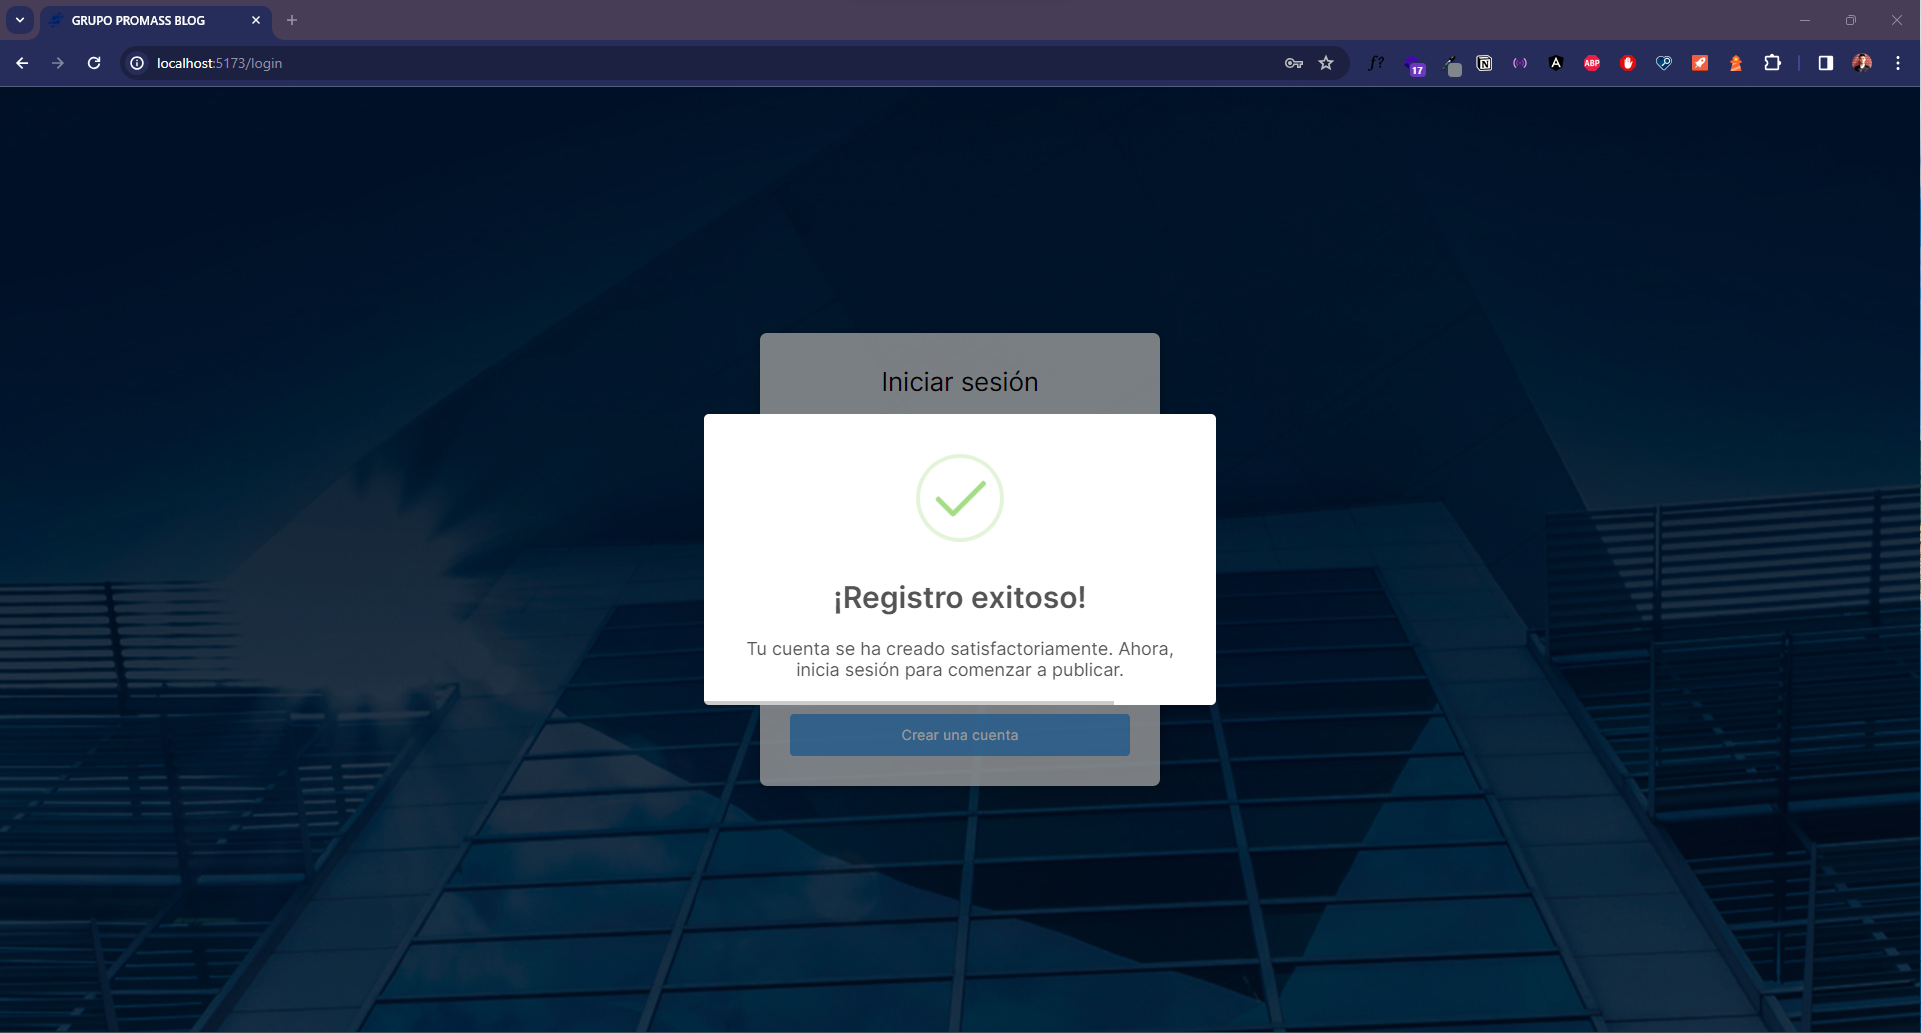 GRUPO PROMASS BLOG
localhost:5173/login
f?
17
N
A
ABP
Iniciar sesión
¡Registro exitoso!
Tu cuenta se ha creado satisfactoriamente. Ahora,
inicia sesión para comenzar a publicar.
Crear una cuenta